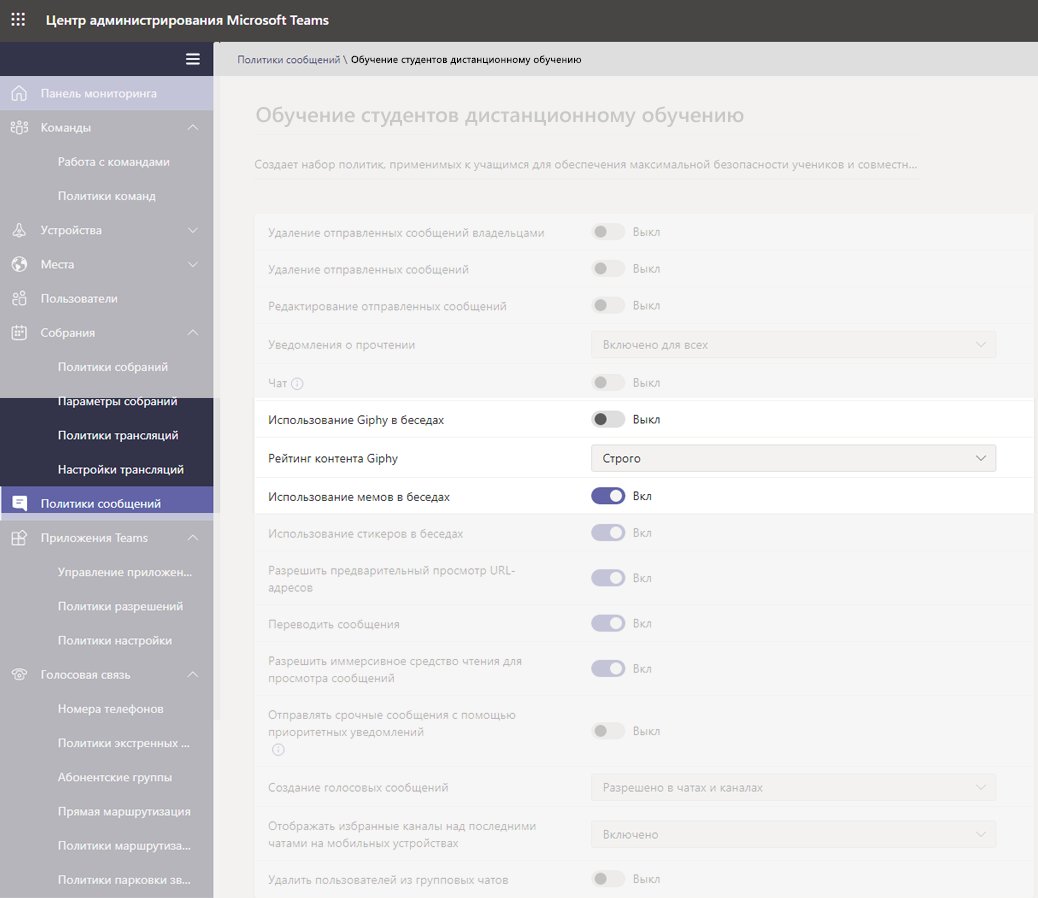 Центр администрирования Microsoft Teams
Политики сообщений \ Обучение студентов дистанционному обучению
Панель мониторинга
Команды
Работа с командами
Политики команд
Устройства
Места
Пользователи
Собрания
Политики собраний
Параметры собраний
Политики трансляций
Настройки трансляций
Политики сообщений
Приложения Teams
Управление приложен...
Политики разрешений
Политики настройки
Голосовая связь
Номера телефонов
Политики экстренных ...
Абонентские группы
Прямая маршрутизация
Политики маршрутиза...
Политики парковки зв...
Обучение студентов дистанционному обучению
Создает набор политик, применимых к учащимся для обеспечения максимальной безопасности учеников и совместн...
Удаление отправленных сообщений владельцами Выкл
Удаление отправленных сообщений Выкл
Редактирование отправленных сообщений Выкл
Уведомления о прочтении Включено для всех
Чат Выкл
Использование Giphy в беседах Выкл
Рейтинг контента Giphy Строго
Использование мемов в беседах Вкл
Использование стикеров в беседах Вкл
Разрешить предварительный просмотр URL-
адресов Вкл
Переводить сообщения Вкл
Разрешить иммерсивное средство чтения для
просмотра сообщений Вкл
Отправлять срочные сообщения с помощью
приоритетных уведомлений Выкл
Создание голосовых сообщений Разрешено в чатах и каналах
Отображать избранные каналы над последними
чатами на мобильных устройствах Включено
Удалить пользователей из групповых чатов Выкл